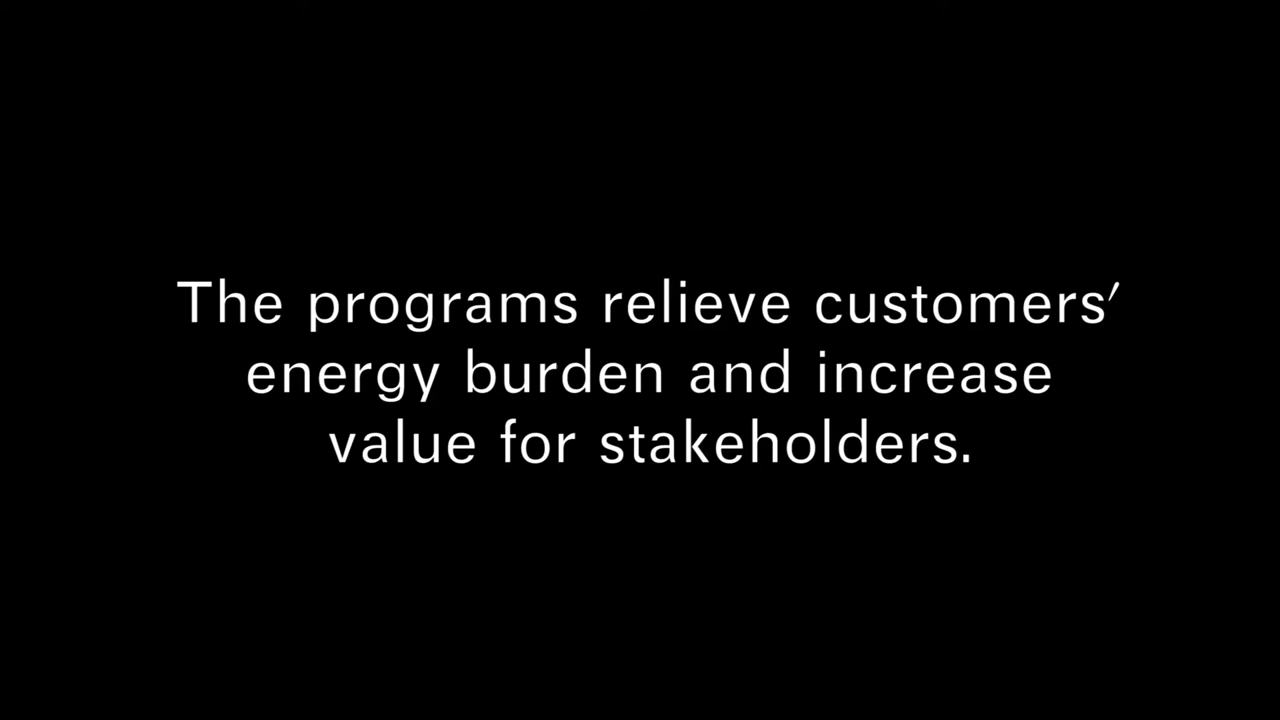 The programs relieve customers’
energy burden and increase
value for stakeholders.